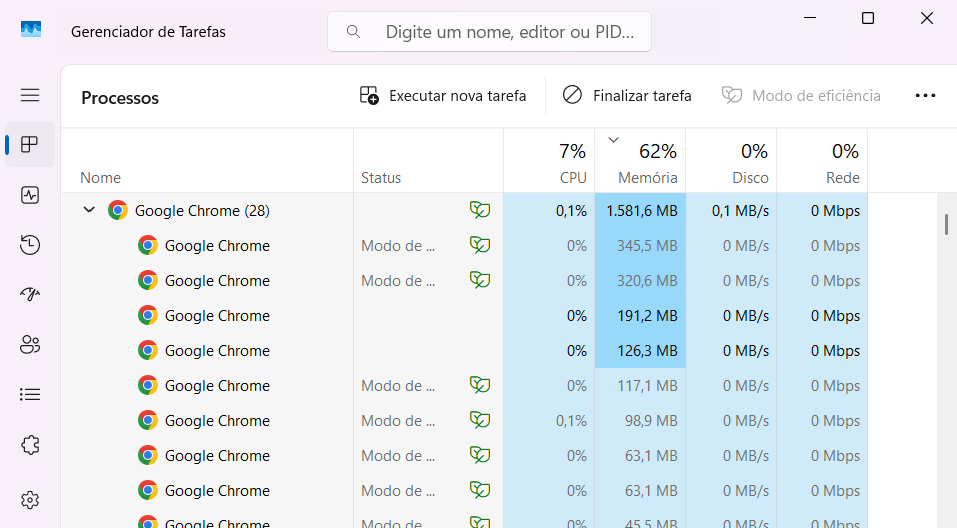 Gerenciador de Tarefas
Digite um nome, editor ou PID...
Processos
Executar nova tarefa
Finalizar tarefa
Modo de eficiência
7% 62% 0% 0%
Nome Status CPU Memória Disco Rede
Google Chrome (28) 0,1% 1.581,6 MB 0,1 MB/s 0 Mbps
Google Chrome Modo de ... 0% 345,5 MB 0 MB/s 0 Mbps
Google Chrome Modo de ... 0% 320,6 MB 0 MB/s 0 Mbps
Google Chrome 0% 191,2 MB 0 MB/s 0 Mbps
Google Chrome 0% 126,3 MB 0 MB/s 0 Mbps
Google Chrome Modo de ... 0% 117,1 MB 0 MB/s 0 Mbps
Google Chrome Modo de ... 0,1% 98,9 MB 0 MB/s 0 Mbps
Google Chrome Modo de ... 0% 63,1 MB 0 MB/s 0 Mbps
Google Chrome Modo de ... 0% 63,1 MB 0 MB/s 0 Mbps
Google Chrome Modo de ... 0% 45,5 MB 0 MB/s 0 Mbps